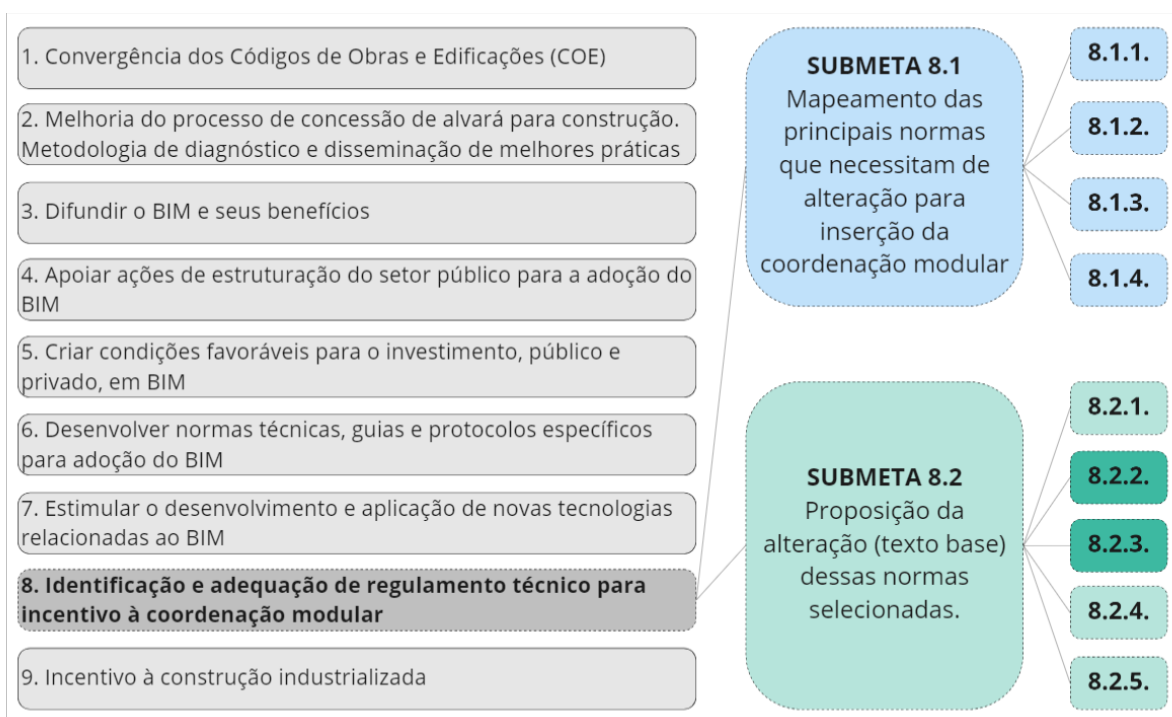 1. Convergência dos Códigos de Obras e Edificações (COE)
2. Melhoria do processo de concessão de alvará para construção.
Metodologia de diagnóstico e disseminação de melhores práticas
3. Difundir o BIM e seus benefícios
4. Apoiar ações de estruturação do setor público para a adoção do
BIM
5. Criar condições favoráveis para o investimento, público e
privado, em BIM
6. Desenvolver normas técnicas, guias e protocolos específicos
para adoção do BIM
7. Estimular o desenvolvimento e aplicação de novas tecnologias
relacionadas ao BIM
8. Identificação e adequação de regulamento técnico para
incentivo à coordenação modular
9. Incentivo à construção industrializada
SUBMETA 8.1
Mapeamento das
principais normas
que necessitam de
alteração para
inserção da
coordenação modular
8.1.1.
8.1.2.
8.1.3.
8.1.4.
SUBMETA 8.2
Proposição da
alteração (texto base)
dessas normas
selecionadas.
8.2.1.
8.2.2.
8.2.3.
8.2.4.
8.2.5.